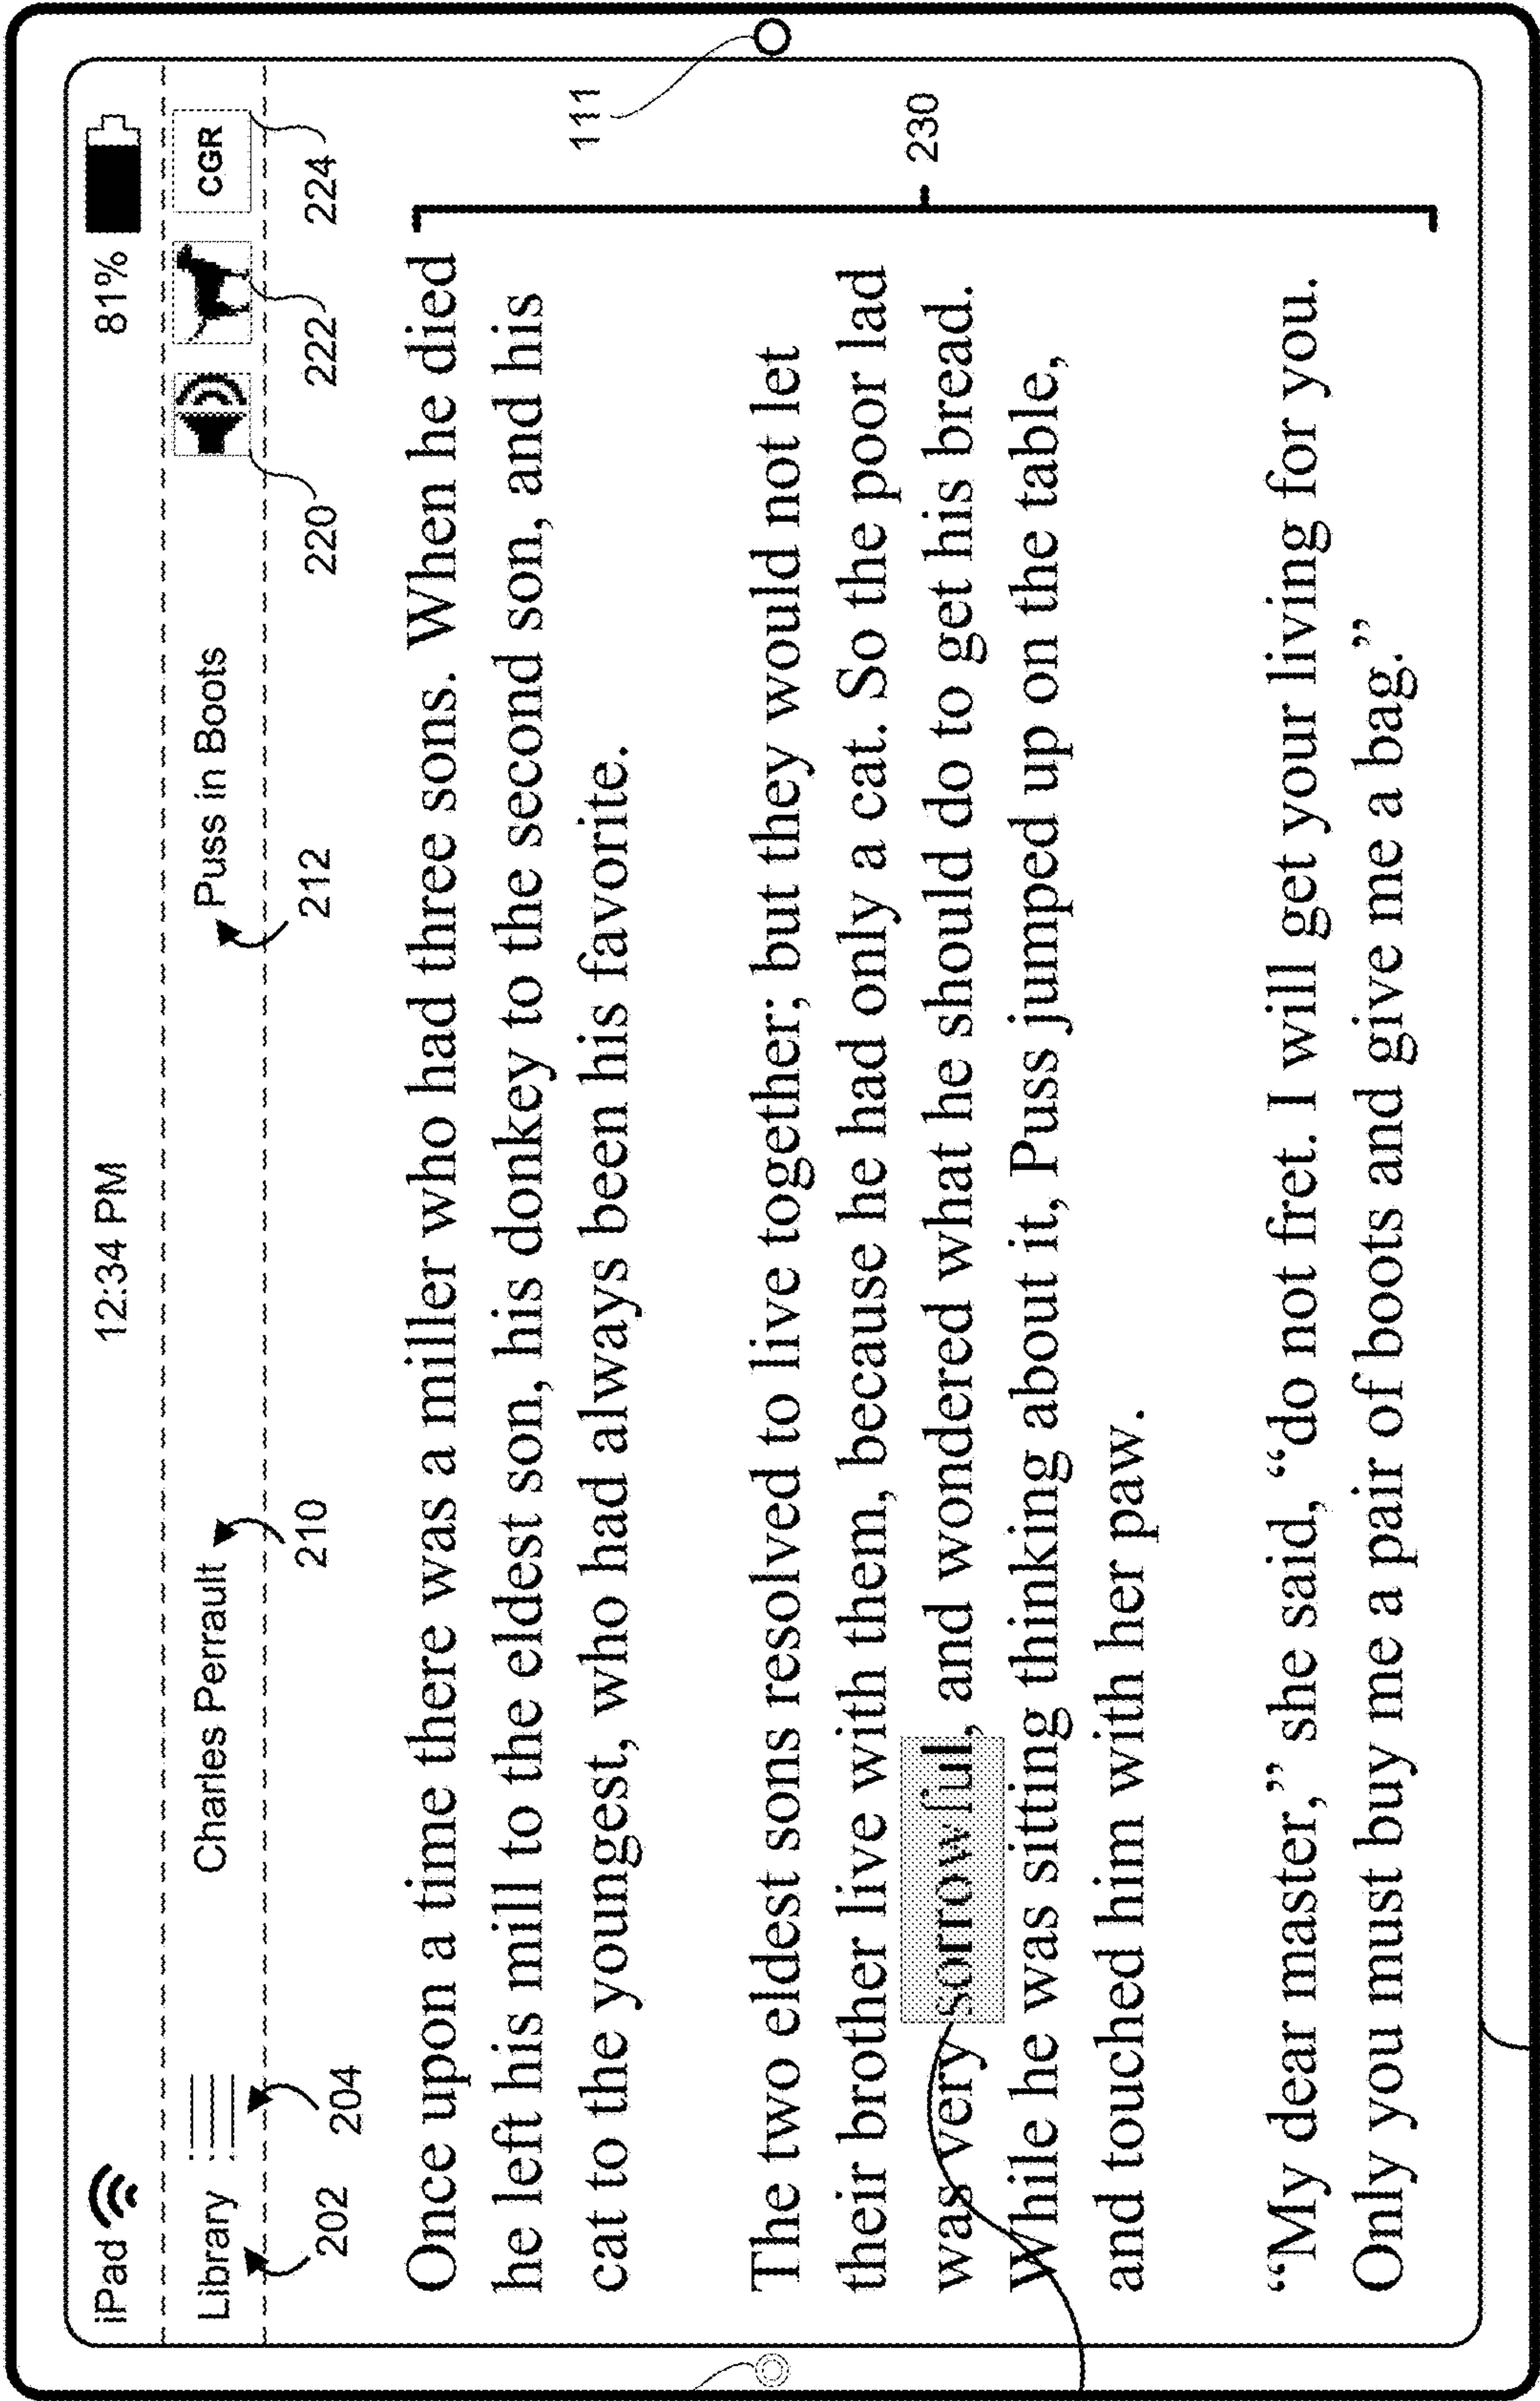 iPad 12:34 PM 81%
Library Charles Perrault Puss in Boots CGR
202 204 210 212 220 222 224
Once upon a time there was a miller who had three sons. When he died
he left his mill to the eldest son, his donkey to the second son, and his
cat to the youngest, who had always been his favorite.
111
The two eldest sons resolved to live together; but they would not let
their brother live with them, because he had only a cat. So the poor lad
was very sorrowful, and wondered what he should do to get his bread.
230
While he was sitting thinking about it, Puss jumped up on the table,
and touched him with her paw.
“My dear master,” she said, “do not fret. I will get your living for you.
Only you must buy me a pair of boots and give me a bag.”